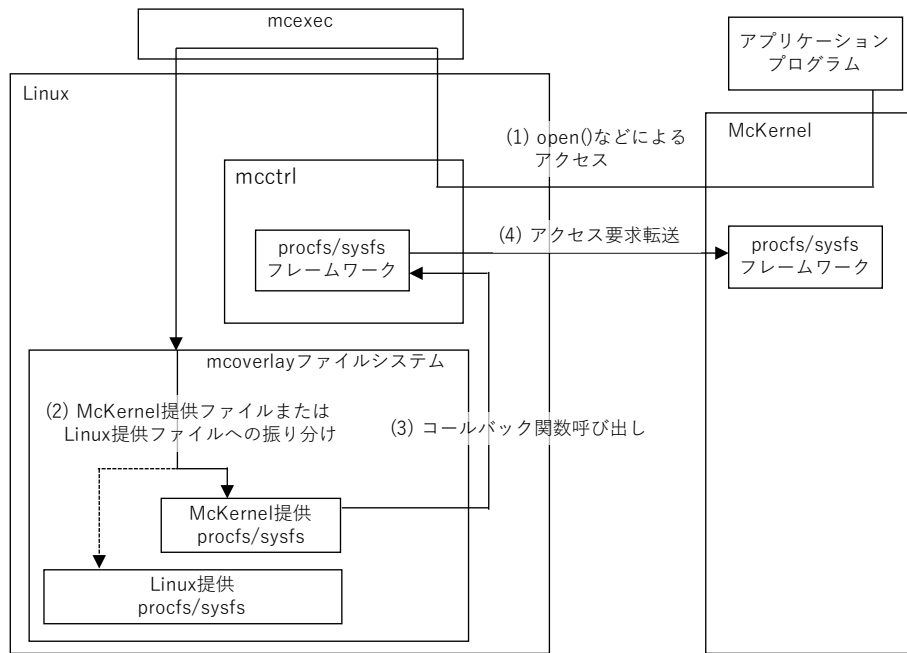 mcexec
アプリケーション
プログラム
Linux
McKernel
(1) open()などによる
アクセス
mcctrl
procfs/sysfs
フレームワーク
(4) アクセス要求転送
procfs/sysfs
フレームワーク
mcoverlayファイルシステム
(2) McKernel提供ファイルまたは
Linux提供ファイルへの振り分け
(3) コールバック関数呼び出し
McKernel提供
procfs/sysfs
Linux提供
procfs/sysfs